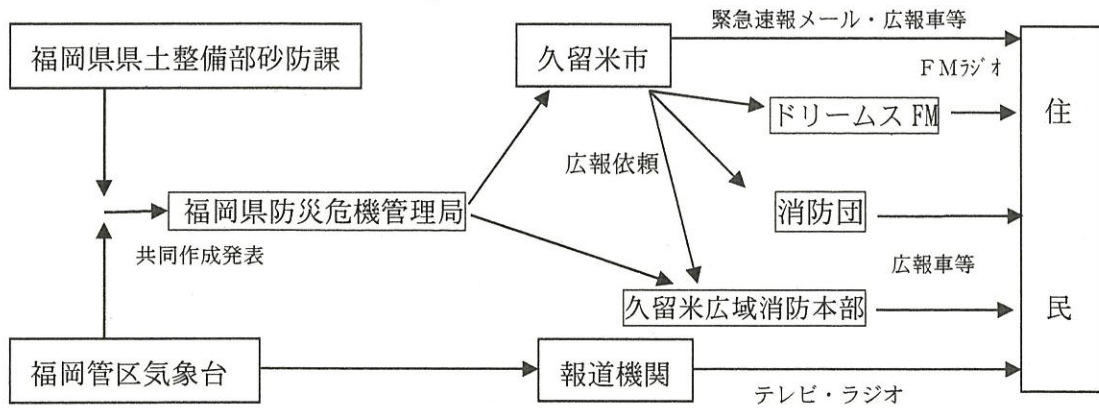 緊急速報メール・広報車等
福岡県県土整備部砂防課
久留米市
FMラジオ
ドリームス FM
住
広報依頼
福岡県防災危機管理局
消防団
共同作成発表
広報車等
久留米広域消防本部
民
福岡管区気象台
報道機関
テレビ・ラジオ